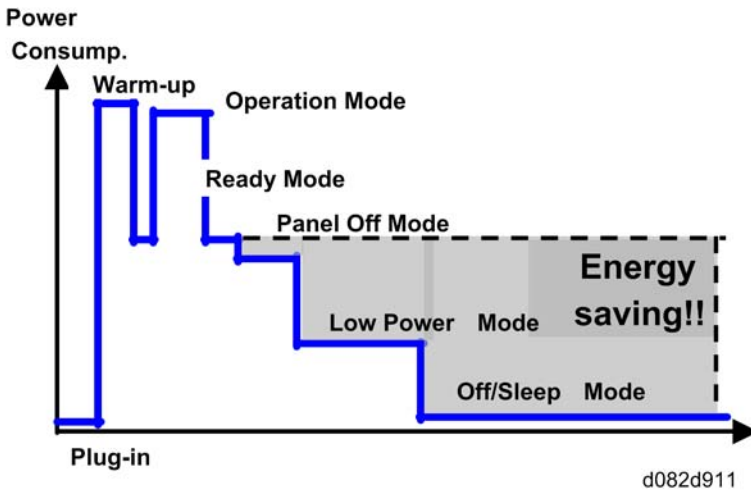 Power
Consump.
Warm-up
Operation Mode
Ready Mode
Panel Off Mode
Energy
saving!!
Low Power Mode
Off/Sleep Mode
Plug-in
d082d911